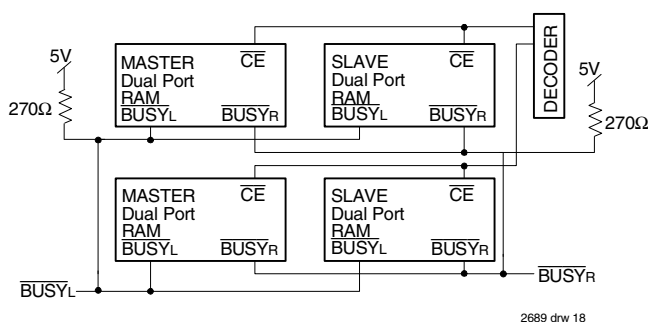 5V
270Ω
MASTER
Dual Port
RAM
BUSYL
CE
BUSYR
SLAVE
Dual Port
RAM
BUSYL
CE
BUSYR
DECODER
5V
270Ω
MASTER
Dual Port
RAM
BUSYL
CE
BUSYR
SLAVE
Dual Port
RAM
BUSYL
CE
BUSYR
BUSYL
BUSYR
2689 drw 18